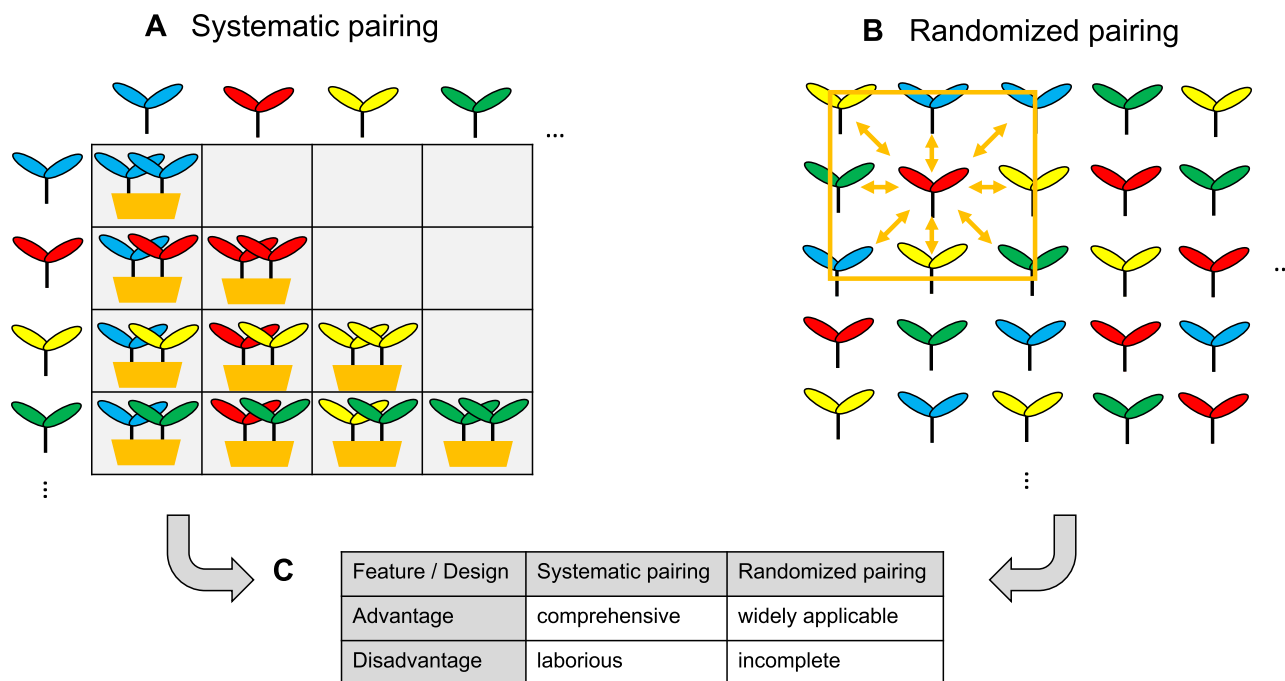 A Systematic pairing
B Randomized pairing
...
...
...
...
C
Feature / Design Systematic pairing Randomized pairing
Advantage comprehensive widely applicable
Disadvantage laborious incomplete